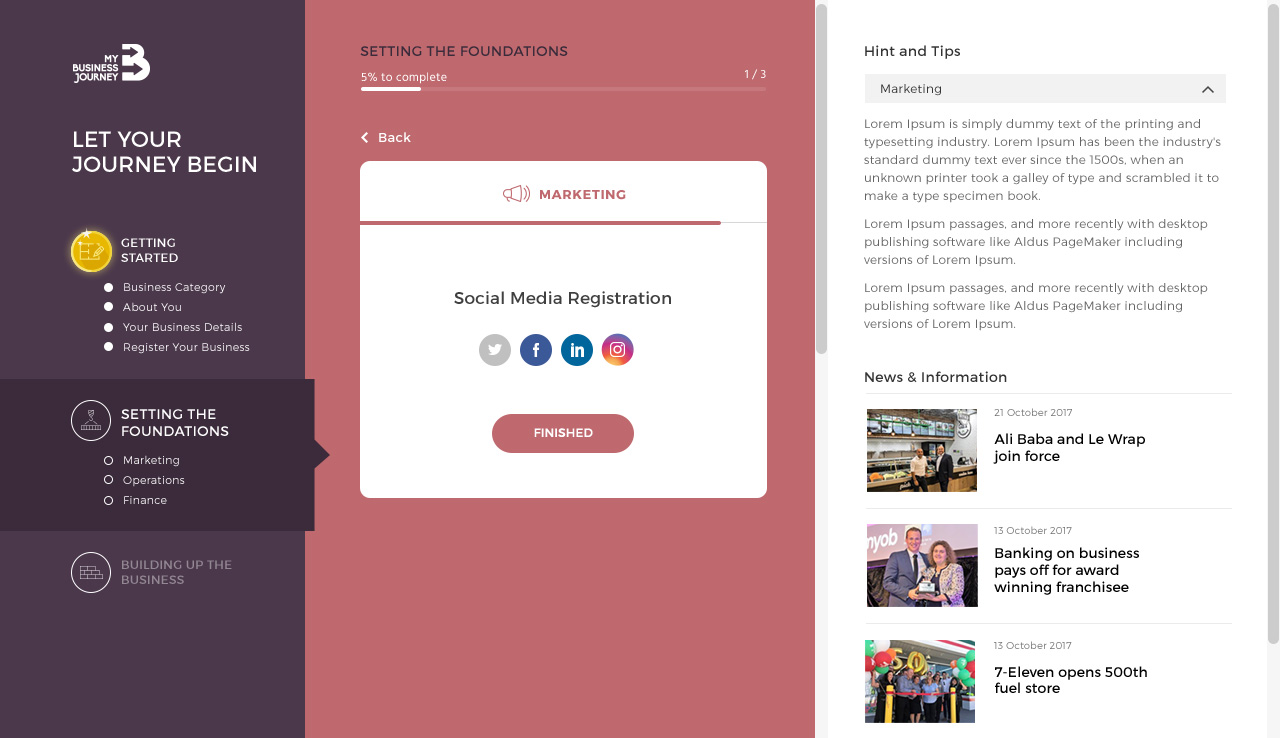 MY
BUSINESS
JOURNEY
LET YOUR
JOURNEY BEGIN
GETTING
STARTED
Business Category
About You
Your Business Details
Register Your Business
SETTING THE
FOUNDATIONS
Marketing
Operations
Finance
BUILDING UP THE
BUSINESS
SETTING THE FOUNDATIONS
5% to complete
1 / 3
Back
MARKETING
Social Media Registration
FINISHED
Hint and Tips
Marketing
Lorem Ipsum is simply dummy text of the printing and
typesetting industry. Lorem Ipsum has been the industry's
standard dummy text ever since the 1500s, when an
unknown printer took a galley of type and scrambled it to
make a type specimen book.
Lorem Ipsum passages, and more recently with desktop
publishing software like Aldus PageMaker including
versions of Lorem Ipsum.
Lorem Ipsum passages, and more recently with desktop
publishing software like Aldus PageMaker including
versions of Lorem Ipsum.
News & Information
21 October 2017
Ali Baba and Le Wrap
join force
13 October 2017
myob
Banking on business
pays off for award
winning franchisee
13 October 2017
7-Eleven opens 500th
fuel store